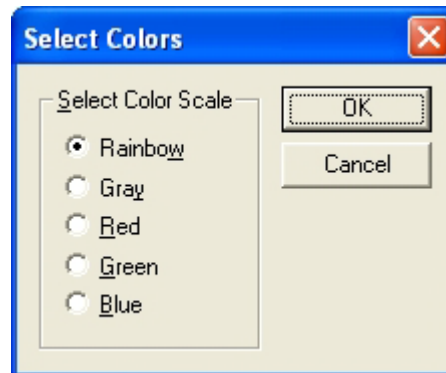 Select Colors
Select Color Scale
Rainbow
Gray
Red
Green
Blue
OK
Cancel